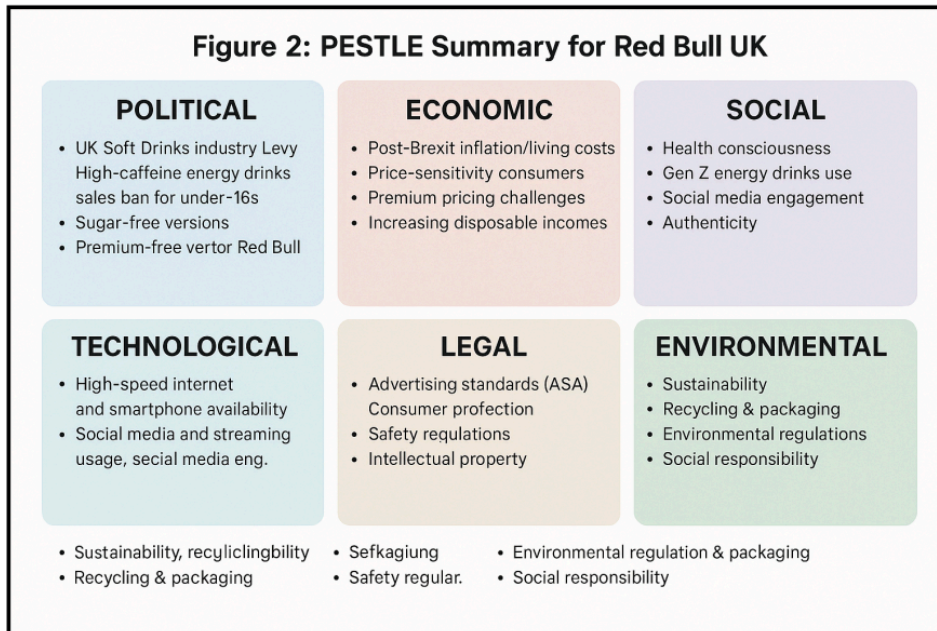 Figure 2: PESTLE Summary for Red Bull UK
POLITICAL
• UK Soft Drinks industry Levy
High-caffeine energy drinks
sales ban for under-16s
• Sugar-free versions
• Premium-free vertor Red Bull
ECONOMIC
• Post-Brexit inflation/living costs
• Price-sensitivity consumers
• Premium pricing challenges
• Increasing disposable incomes
SOCIAL
• Health consciousness
• Gen Z energy drinks use
• Social media engagement
• Authenticity
TECHNOLOGICAL
• High-speed internet
and smartphone availability
• Social media and streaming
usage, secial media eng.
LEGAL
• Advertising standards (ASA)
Consumer profection
• Safety requlations
• Intellectual property
ENVIRONMENTAL
• Sustainability
• Recycling & packaging
• Environmental regulations
• Social responsibility
• Sustainability, recyliclingbility
• Recycling & packaging
• Sefkagiung
• Safety regular.
• Environmental regulation & packaging
• Social responsibility